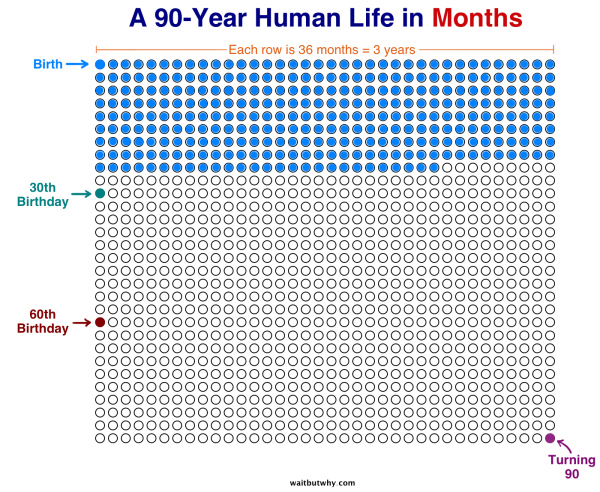 A 90-Year Human Life in Months
Each row is 36 months = 3 years
Birth
30th
Birthday
60th
Birthday
Turning
90
waitbutwhy.com